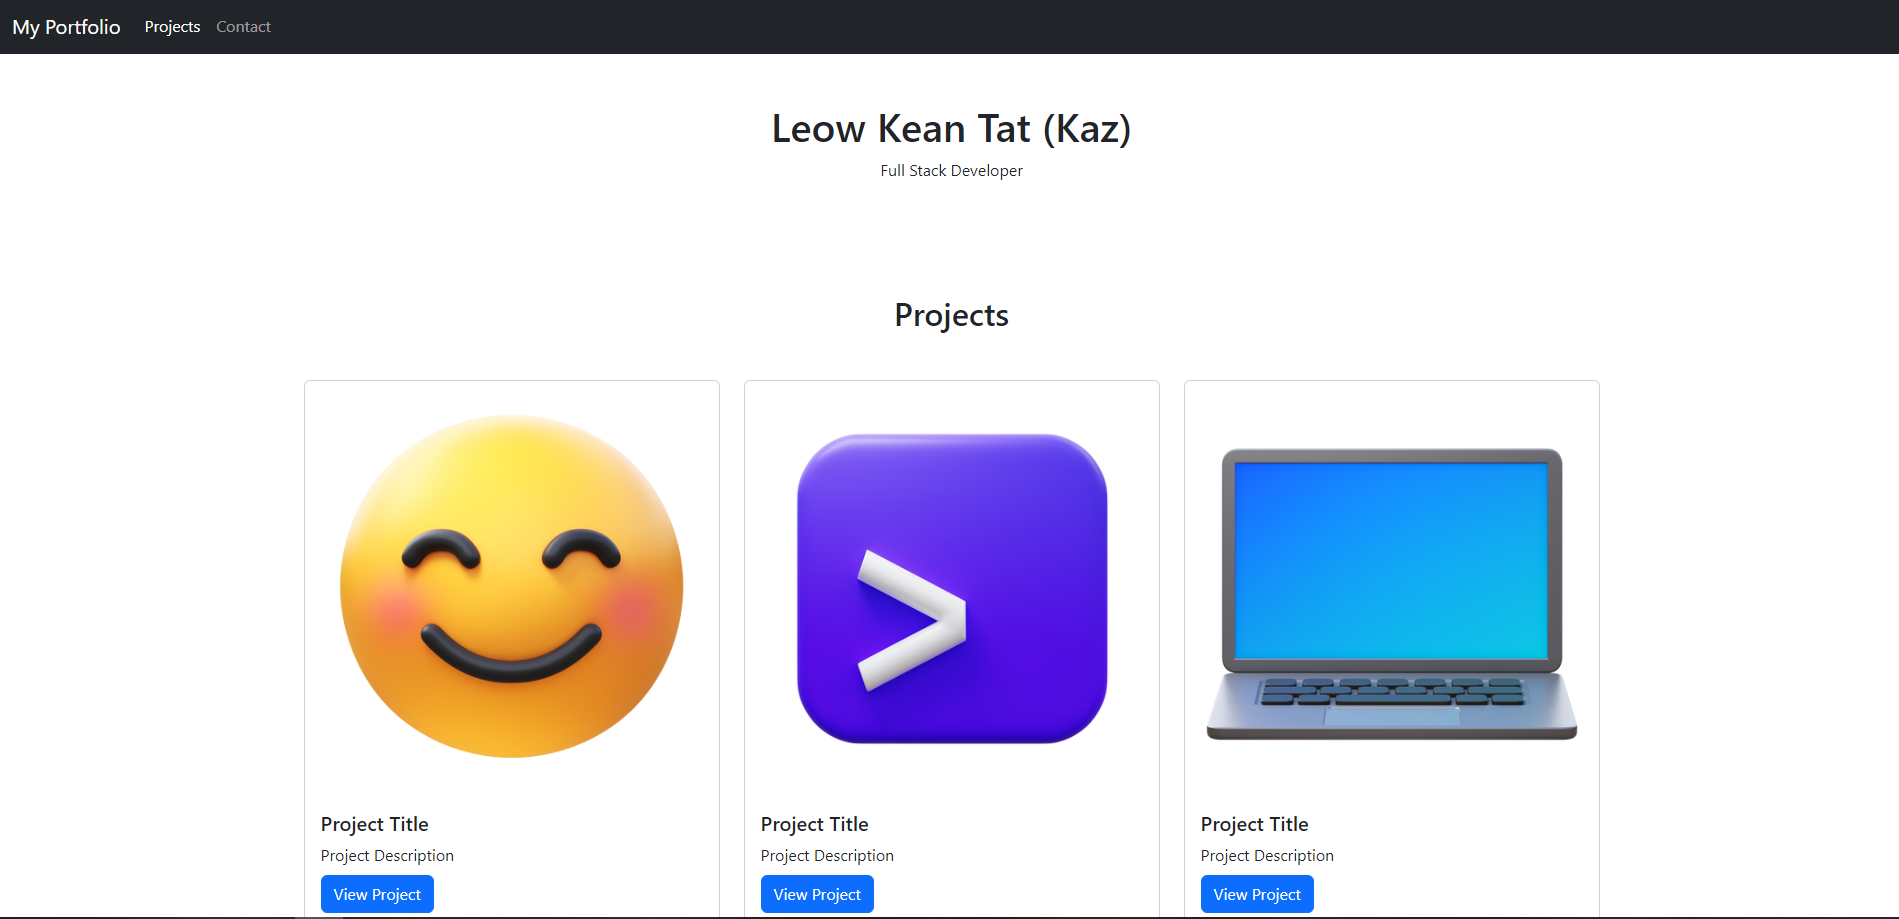 My Portfolio Projects Contact
Leow Kean Tat (Kaz)
Full Stack Developer
Projects
>
Project Title
Project Description
View Project
Project Title
Project Description
View Project
Project Title
Project Description
View Project